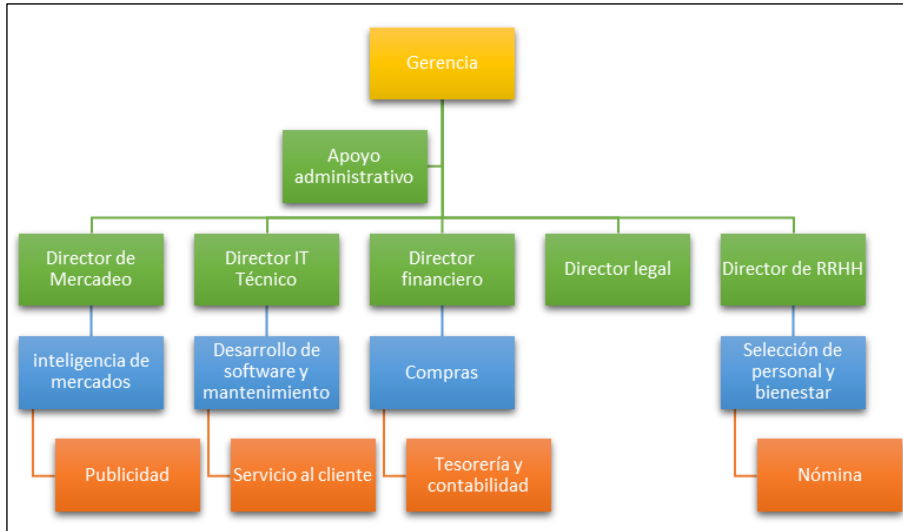 Gerencia
Apoyo
administrativo
Director de
Mercadeo
Director IT
Técnico
Director
financiero
Director legal
Director de RRHH
inteligencia de
mercados
Desarrollo de
software y
mantenimiento
Compras
Selección de
personal y
bienestar
Publicidad
Servicio al cliente
Tesorería y
contabilidad
Nómina